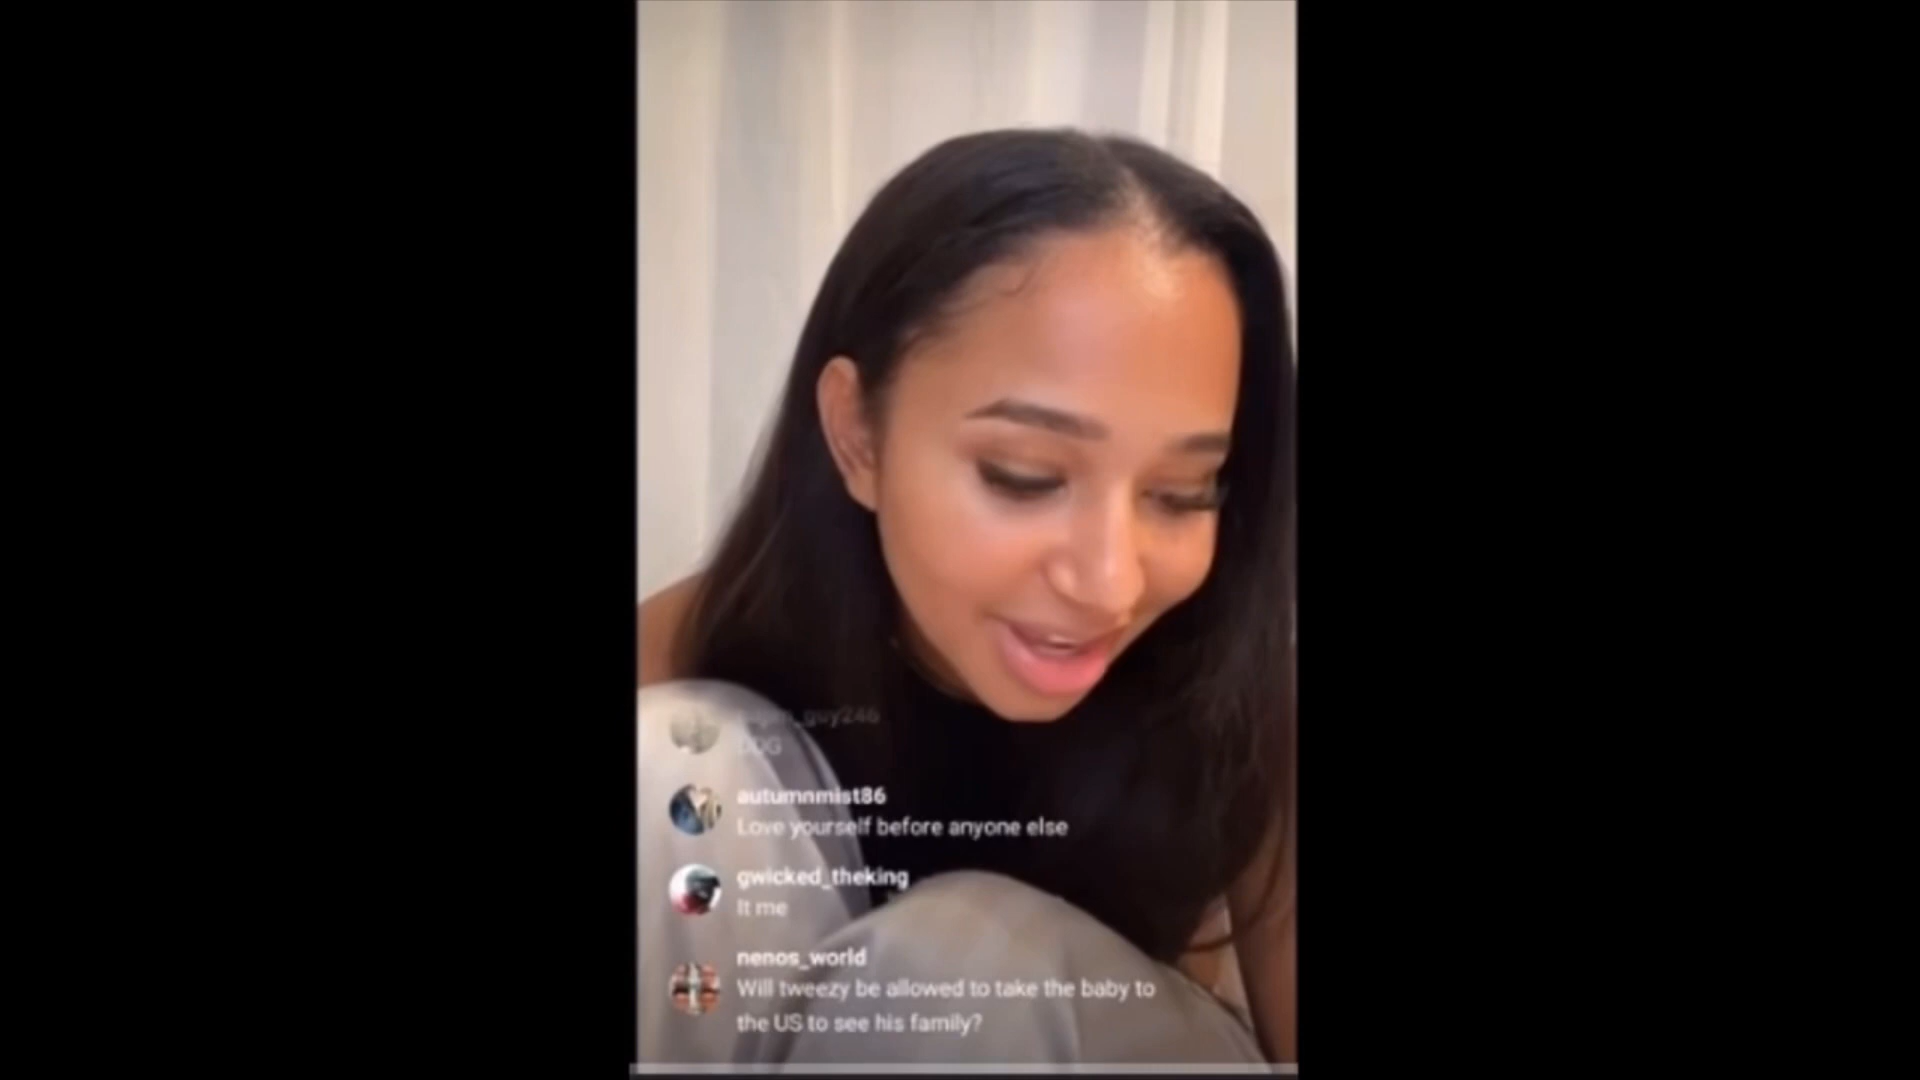 autumnmist86
Love yourself before anyone else
gwicked_theking
It me
nenos_world
Will tweezy be allowed to take the baby to
the US to see his family?